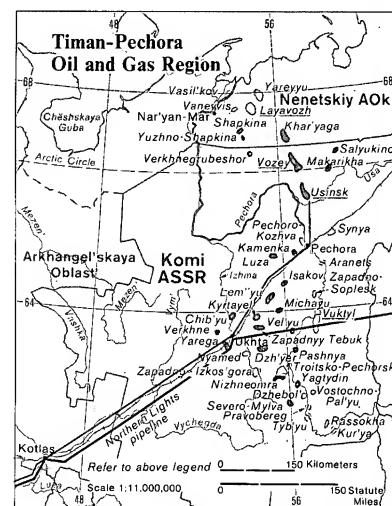 48
56
Timan-Pechora
Oil and Gas Region
68
68
Vasil'kov
Yareyyu
Vaneyvis
Layavozh
Nenetskiy AOk
Chëshskaya
Guba
Nar'yan-Mar
Shapkina
Yuzhno-Shapkina
Khar'yaga
Salyukino
Verkhnegrubeshor
Arctic Circle
Vozey
Makarikha
Usa
Usinsk
Pechora
Mezen'
Pechoro-
Kozhva
Synya
Kamenka
Pechora
Arkhangel'skaya
Oblast
Komi
ASSR
Luza
Aranets
Izhma
Isakov
Zapadno-
Soplesk
Lem"yu
64
64
Mezen'
Vym'
Kyrtayel'
Michayu
Vashka
Chib'yu
Vel'yu
Vuktyl
Verkhne
Yarega
Zapadnyy Tebuk
Ukhta
Nyamed
Dzh'yer
Pashnya
Troitsko-Pechorsk
Zapadno-Izkos'gora
Yagtydin
Nizhneomra
Dzhebol
Vostochno-
Pal'yu
Northern Lights
pipeline
Severo-Mylva
Pravobereg
Rassokha
Vychegda
Tyb'yu
Kur'ya
Kotlas
Refer to above legend
0
150 Kilometers
Luza
Scale 1:11,000,000
0
150 Statute
Miles
48
56